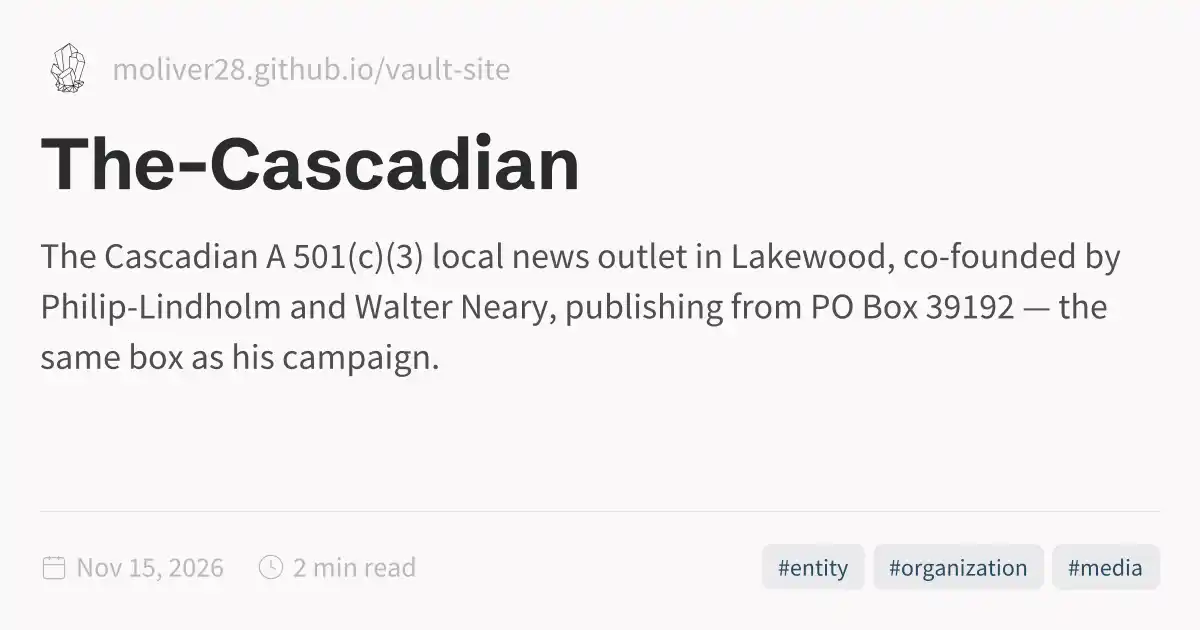 moliver28.github.io/vault-site
The-Cascadian
The Cascadian A 501(c)(3) local news outlet in Lakewood, co-founded by
Philip-Lindholm and Walter Neary, publishing from PO Box 39192 — the
same box as his campaign.
Nov 15, 2026
2 min read
#entity
#organization
#media